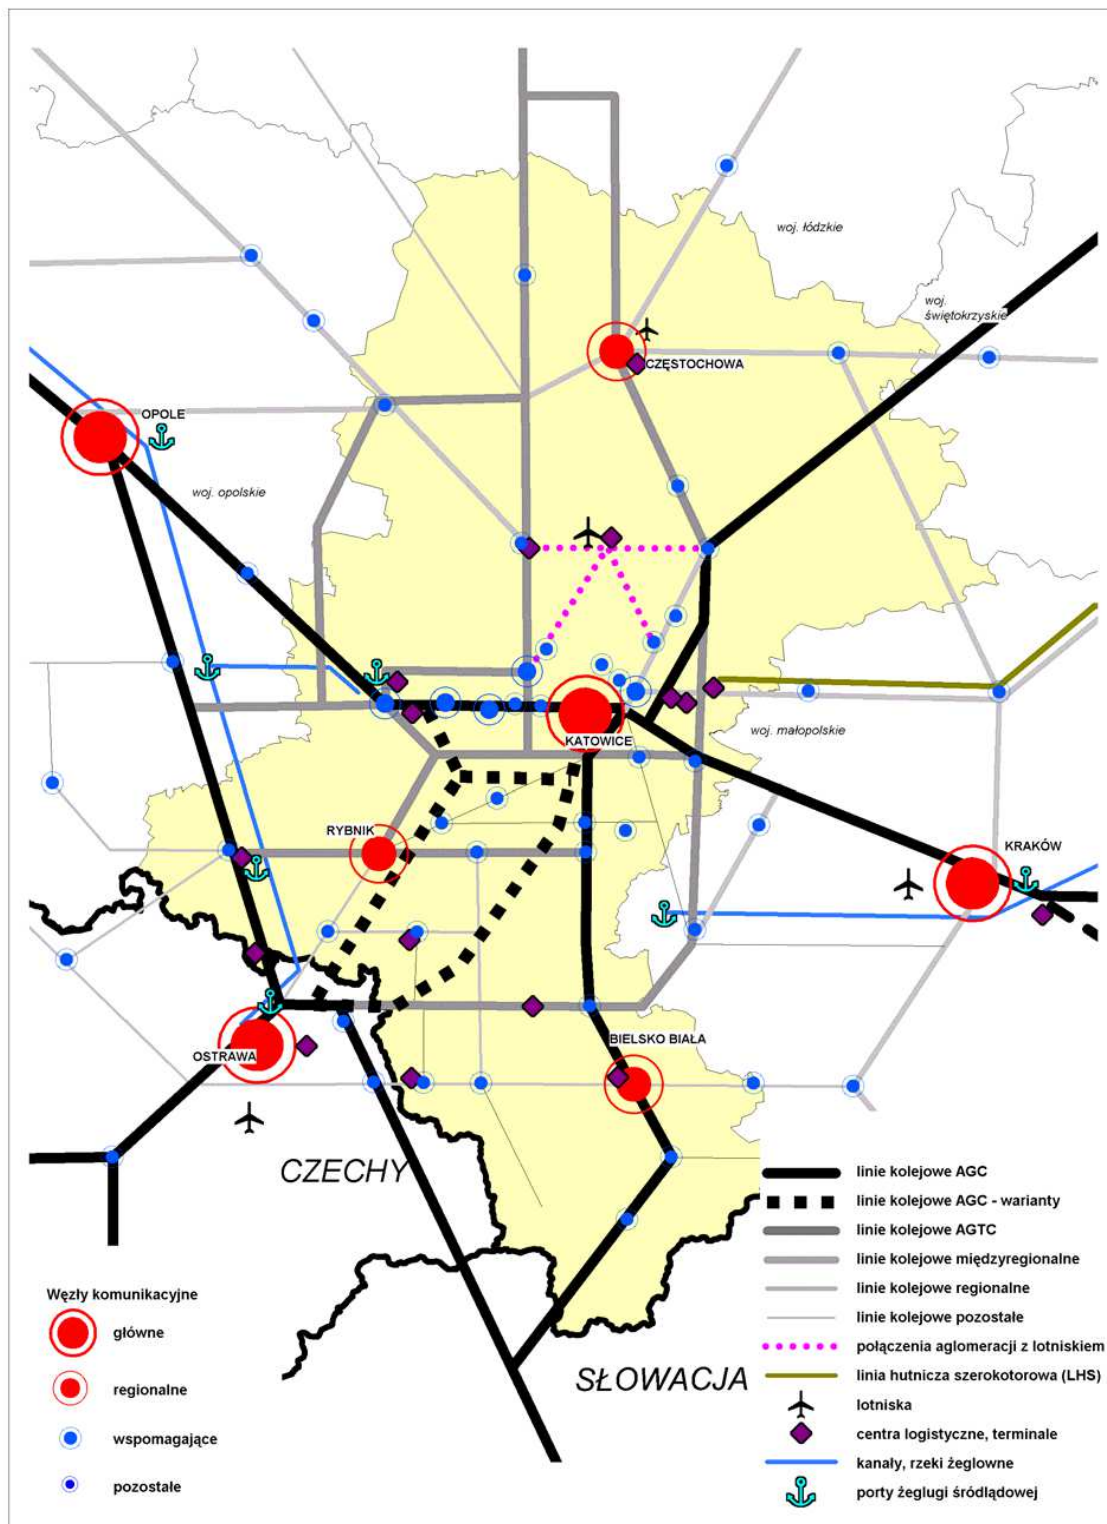 woj. łódzkie
woj.
świętokrzyskie
CZĘSTOCHOWA
OPOLE
woj. opolskie
KATOWICE
woj. małopolskie
RYBNIK
KRAKÓW
BIELSKO BIAŁA
OSTRAWA
CZECHY
SŁOWACJA
linie kolejowe AGC
linie kolejowe AGC - warianty
linie kolejowe AGTC
linie kolejowe międzyregionalne
linie kolejowe regionalne
linie kolejowe pozostałe
połączenia aglomeracji z lotniskiem
linia hutnicza szerokotorowa (LHS)
lotniska
centra logistyczne, terminale
kanały, rzeki żeglowne
porty żeglugi śródlądowej
Węzły komunikacyjne
główne
regionalne
wspomagające
pozostałe